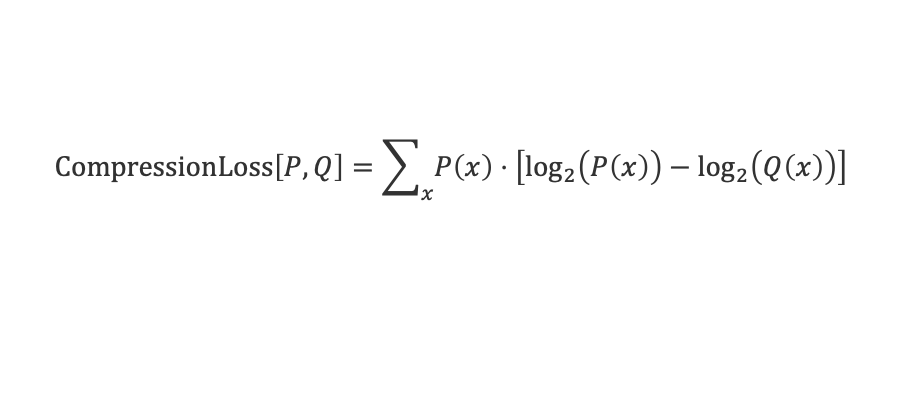 CompressionLoss[P, Q] = ∑ₓ P(x) · [log₂(P(x)) − log₂(Q(x))]